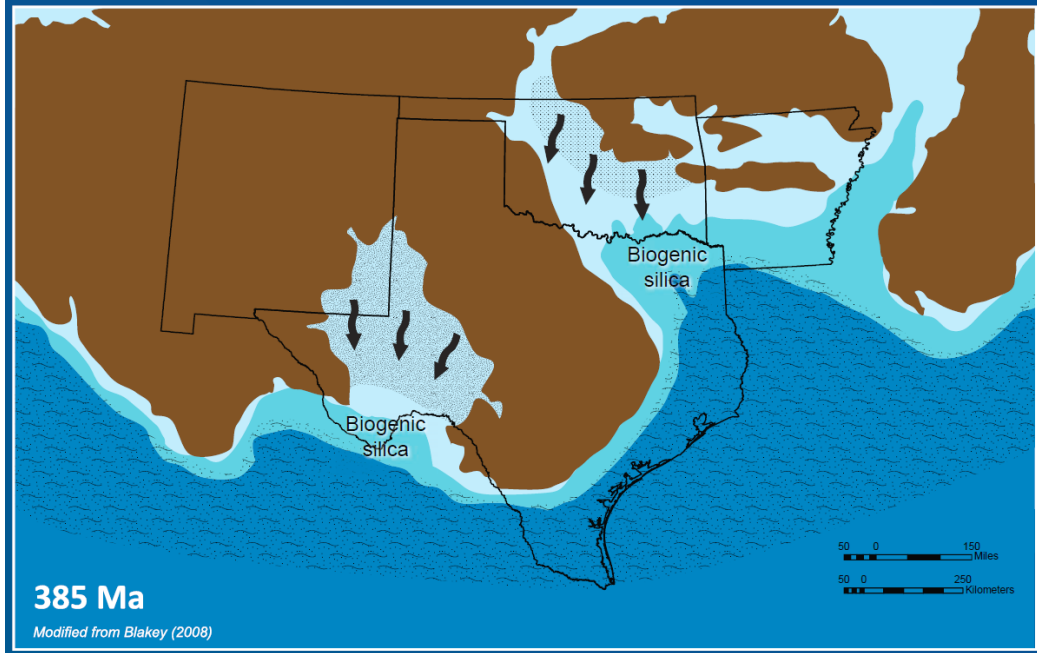 Biogenic
silica
Biogenic
silica
50 0 150
Miles
50 0 250
Kilometers
385 Ma
Modified from Blakey (2008)